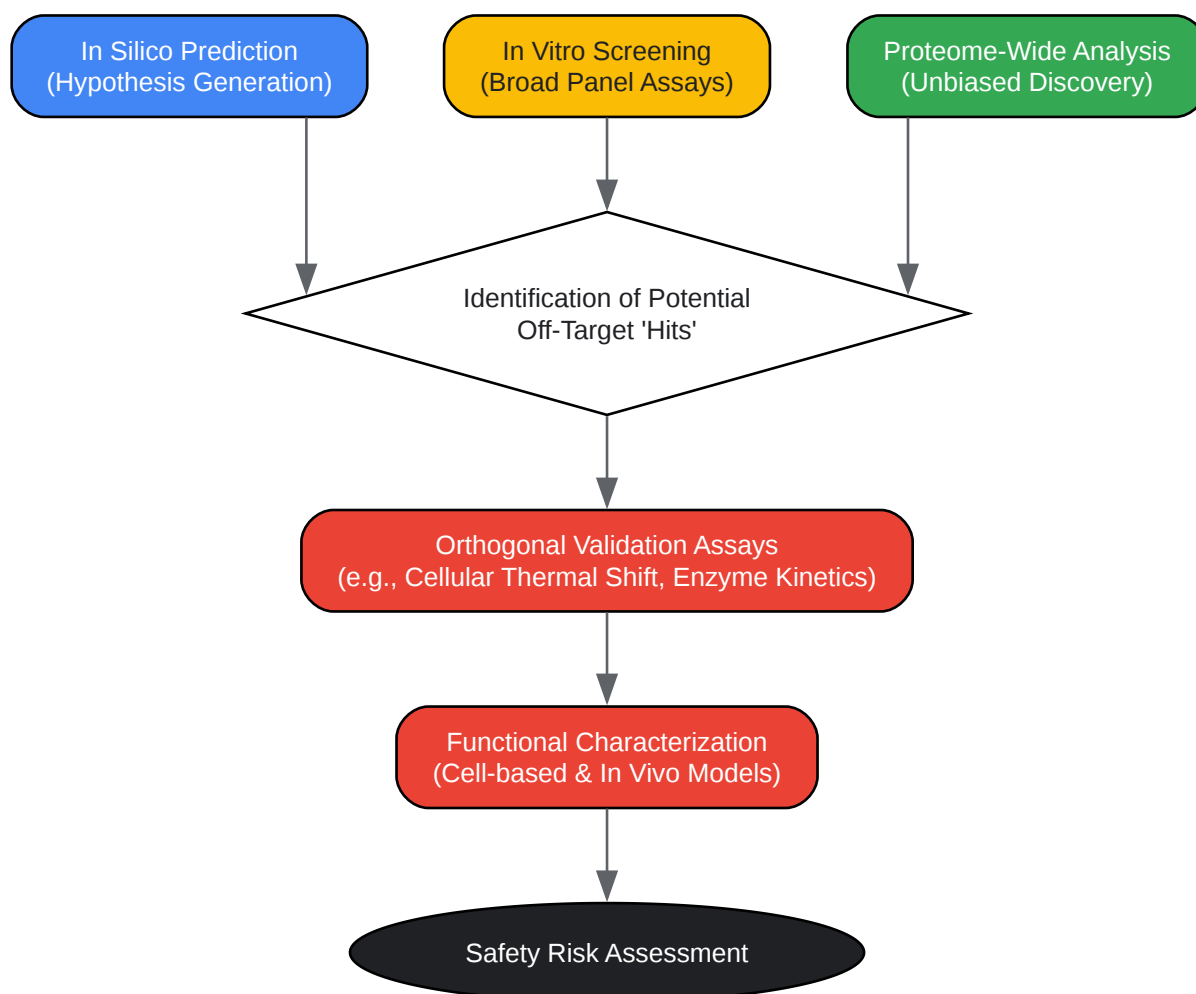 In Silico Prediction
(Hypothesis Generation)
In Vitro Screening
(Broad Panel Assays)
Proteome-Wide Analysis
(Unbiased Discovery)
Identification of Potential
Off-Target 'Hits'
Orthogonal Validation Assays
(e.g., Cellular Thermal Shift, Enzyme Kinetics)
Functional Characterization
(Cell-based & In Vivo Models)
Safety Risk Assessment